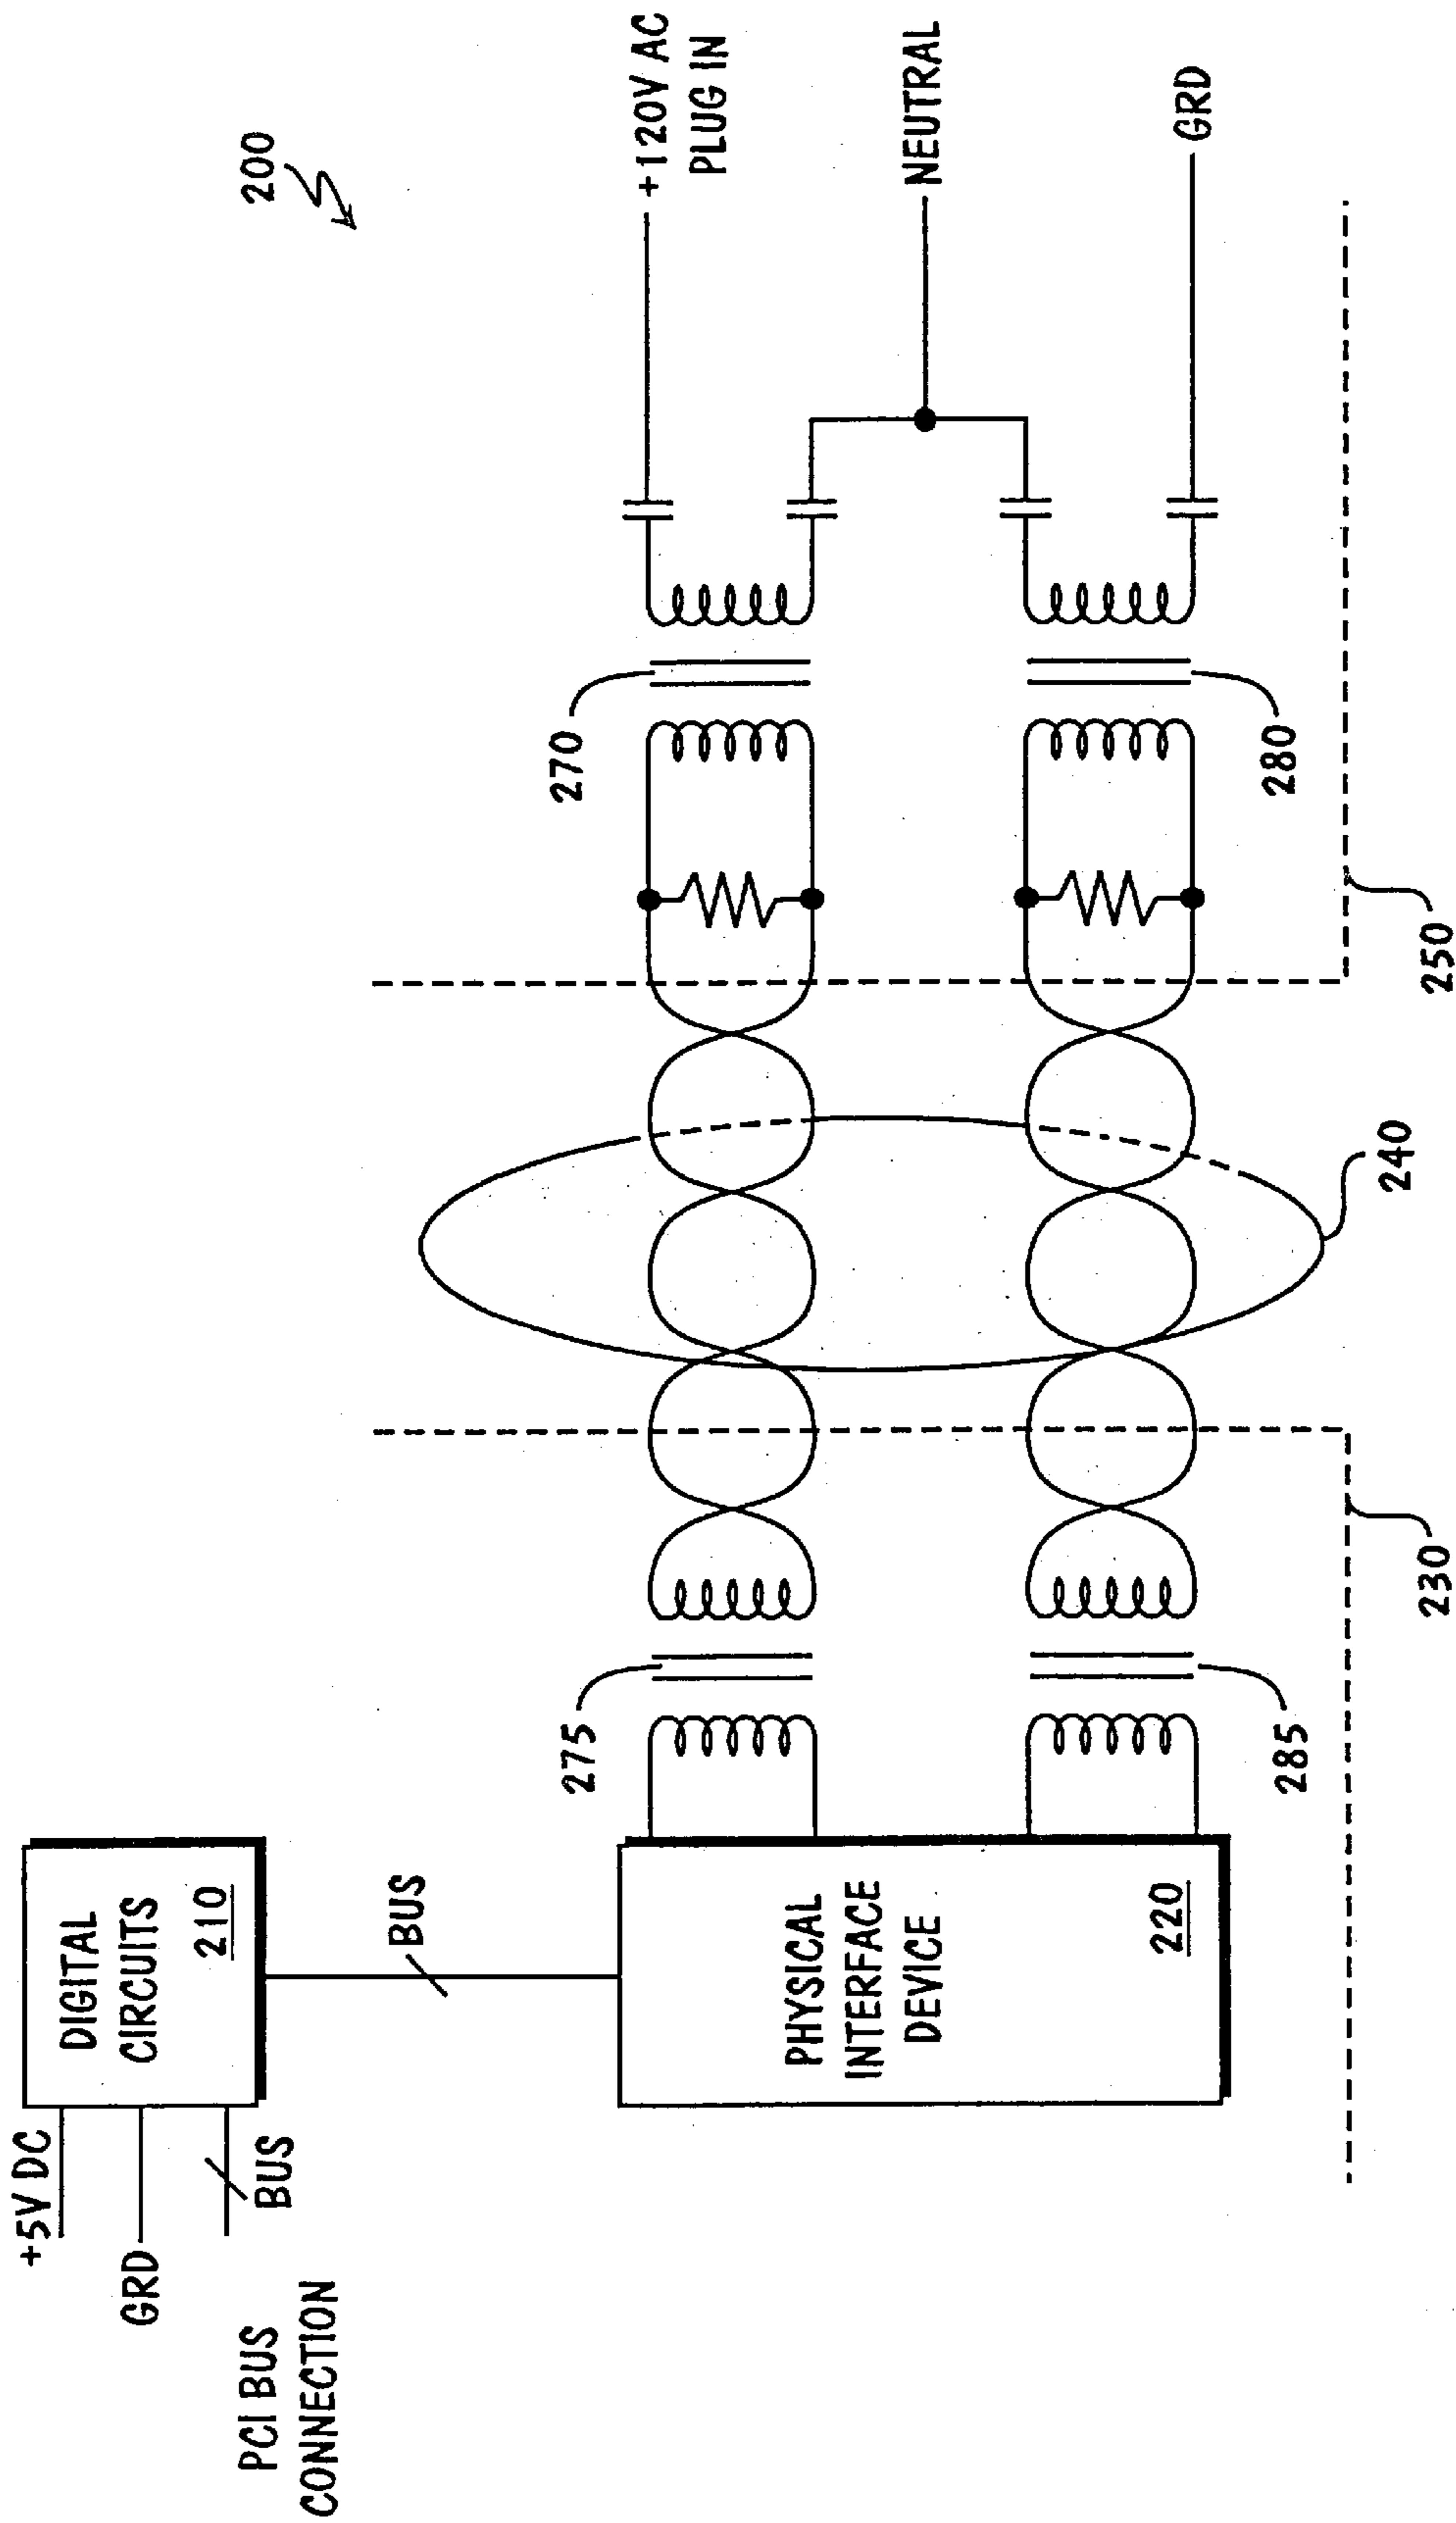 200
+5V DC
GRD
BUS
PCI BUS
CONNECTION
DIGITAL
CIRCUITS
210
BUS
PHYSICAL
INTERFACE
DEVICE
220
275
285
230
240
270
280
250
+120V AC
PLUG IN
NEUTRAL
GRD